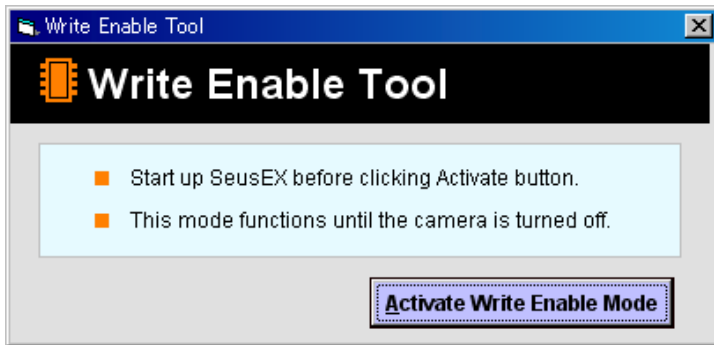 Write Enable Tool
Write Enable Tool
Start up SeusEX before clicking Activate button.
This mode functions until the camera is turned off.
Activate Write Enable Mode